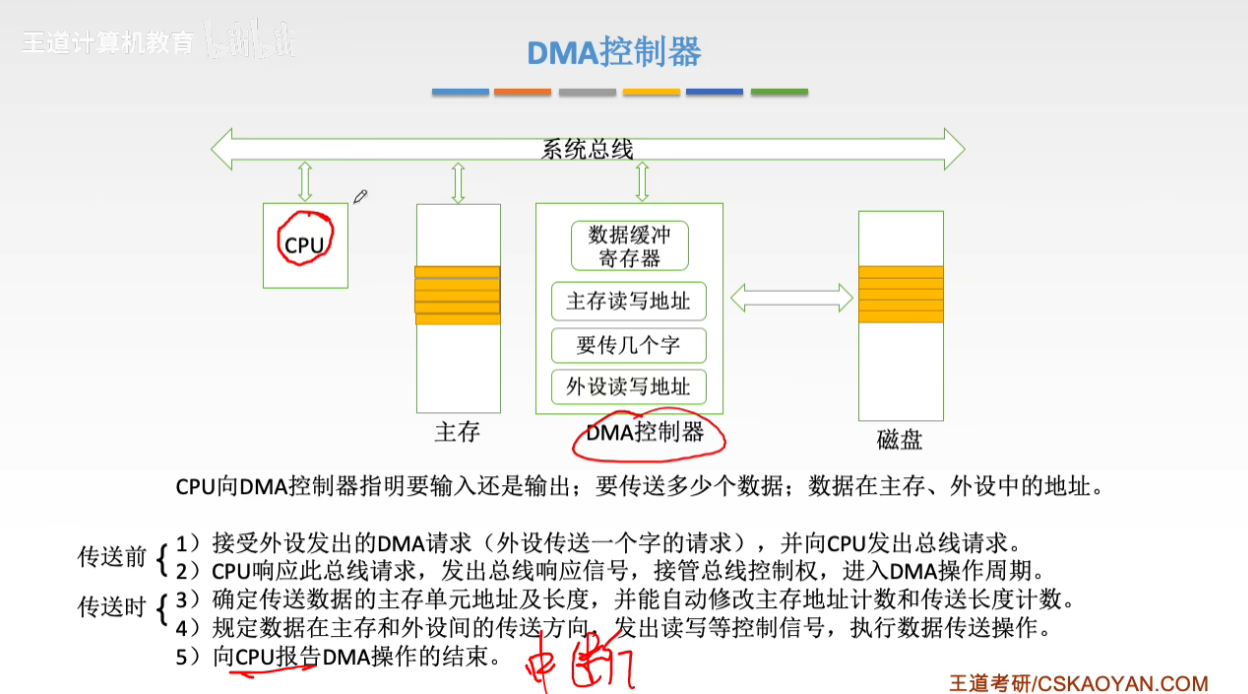 王道计算机教育 bilibili
DMA控制器
系统总线
CPU
数据缓冲
寄存器
主存读写地址
要传几个字
外设读写地址
主存
DMA控制器
磁盘
CPU向DMA控制器指明要输入还是输出；要传送多少个数据；数据在主存、外设中的地址。
传送前
1）接受外设发出的DMA请求（外设传送一个字的请求），并向CPU发出总线请求。
2）CPU响应此总线请求，发出总线响应信号，接管总线控制权，进入DMA操作周期。
传送时
3）确定传送数据的主存单元地址及长度，并能自动修改主存地址计数和传送长度计数。
4）规定数据在主存和外设间的传送方向，发出读写等控制信号，执行数据传送操作。
5）向CPU报告DMA操作的结束。
中断
王道考研/CSKAOYAN.COM